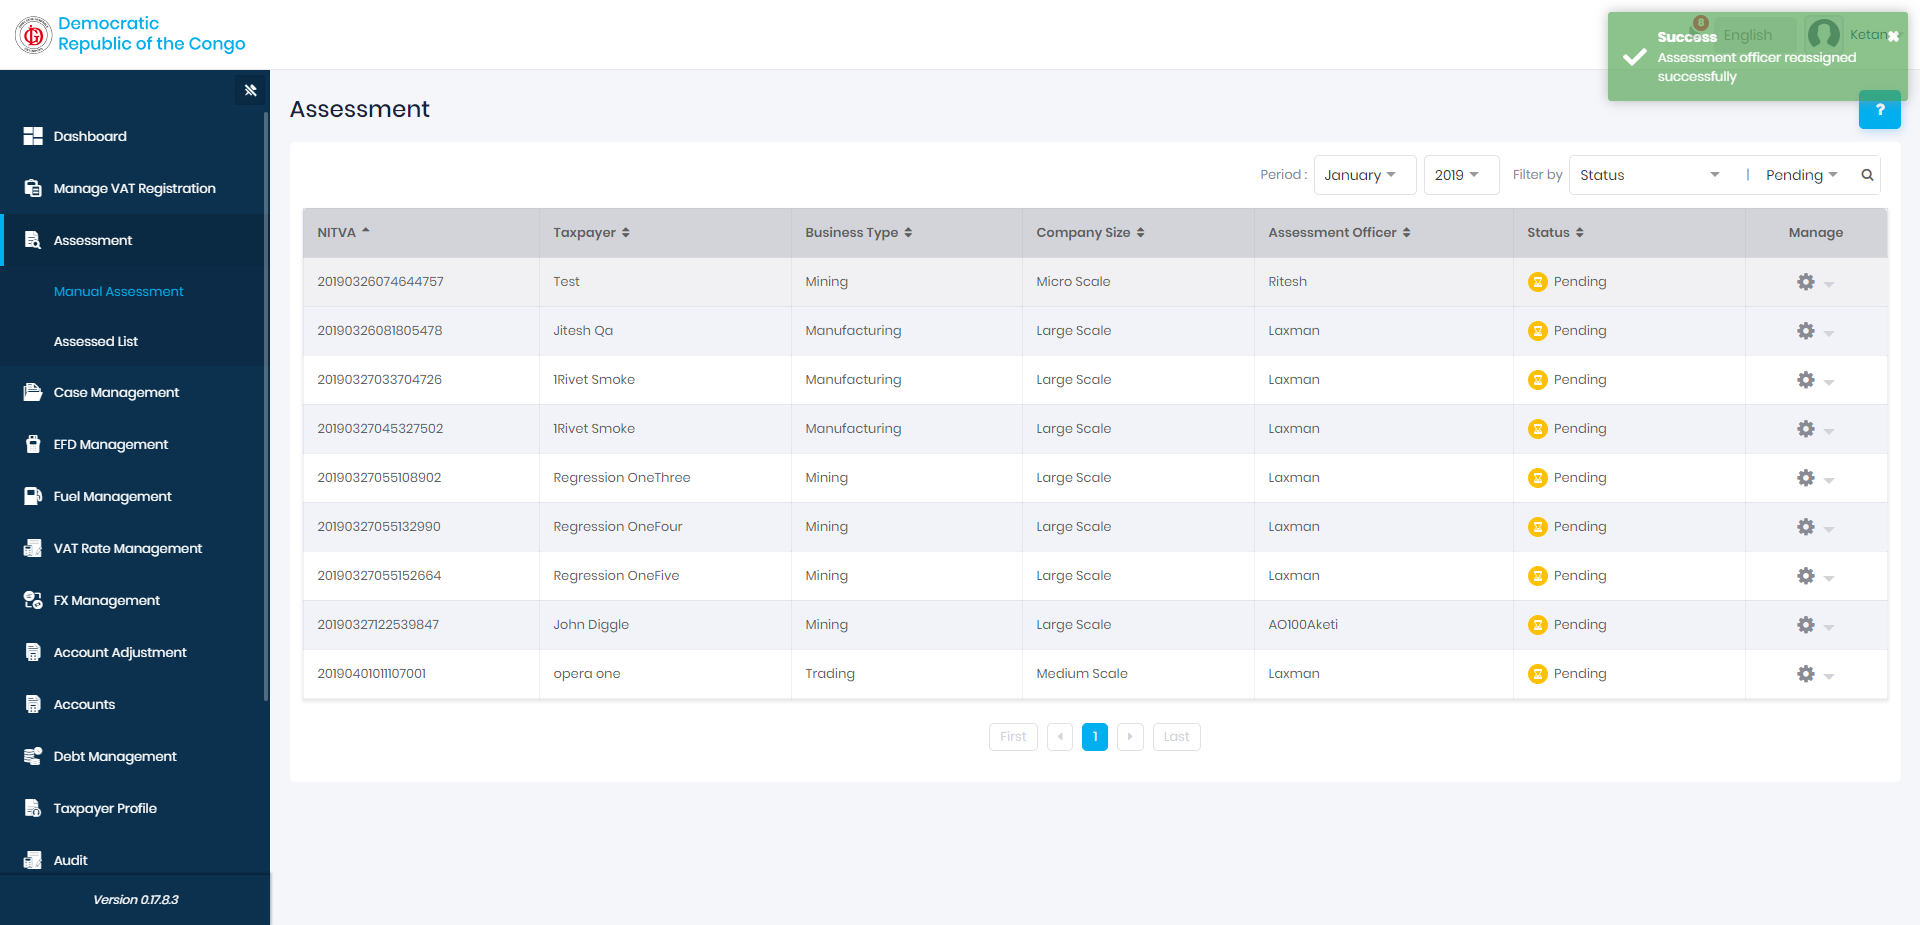 Democratic
Republic of the Congo
8
English
Ketan
Success
Assessment officer reassigned
successfully
?
Dashboard
Manage VAT Registration
Assessment
Manual Assessment
Assessed List
Case Management
EFD Management
Fuel Management
VAT Rate Management
FX Management
Account Adjustment
Accounts
Debt Management
Taxpayer Profile
Audit
Version 0.17.8.3
Assessment
Period : January 2019 Filter by Status | Pending
NITVA Taxpayer Business Type Company Size Assessment Officer Status Manage
20190326074644757 Test Mining Micro Scale Ritesh Pending
20190326081805478 Jitesh Qa Manufacturing Large Scale Laxman Pending
20190327033704726 1Rivet Smoke Manufacturing Large Scale Laxman Pending
20190327045327502 1Rivet Smoke Manufacturing Large Scale Laxman Pending
20190327055108902 Regression OneThree Mining Large Scale Laxman Pending
20190327055132990 Regression OneFour Mining Large Scale Laxman Pending
20190327055152664 Regression OneFive Mining Large Scale Laxman Pending
20190327122539847 John Diggle Mining Large Scale AO100Aketi Pending
20190401011107001 opera one Trading Medium Scale Laxman Pending
First 1 Last